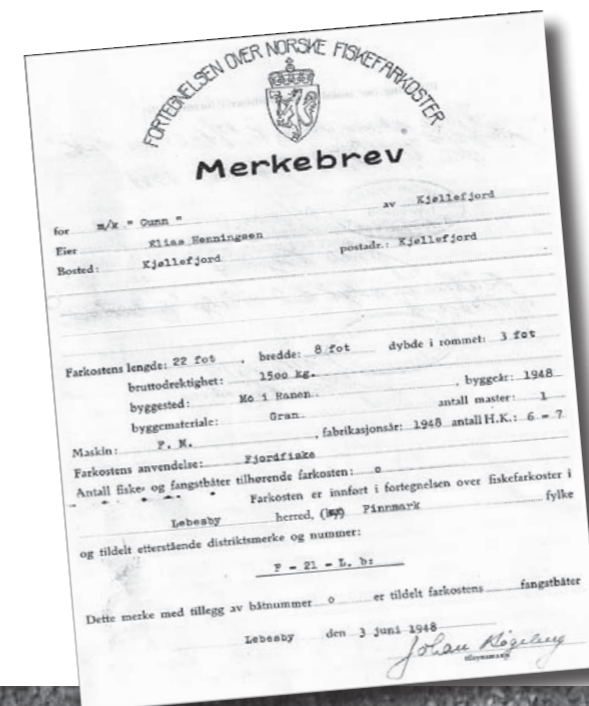 FORTEGNELSEN OVER NORSKE FISKEFARKOSTER
Merkebrev
for m/k " Gunn " av Kjøllefjord
Eier Elias Henningsen
Bosted: Kjøllefjord postadr.: Kjøllefjord
Farkostens lengde: 22 fot , bredde: 8 fot dybde i rommet: 3 fot
bruttodrektighet: 1500 kg.
byggested: Mo i Ranen , byggeår: 1948
byggemateriale: Gran. antall master: 1
Maskin: F. M. , fabrikasjonsår: 1948 antall H.K.: 6 - 7
Farkostens anvendelse: Fjordfiske
Antall fiske- og fangstbåter tilhørende farkosten: o
Farkosten er innført i fortegnelsen over fiskefarkoster i
Lebesby herred, Finnmark fylke
og tildelt etterstående distriktsmerke og nummer:
F - 21 - L. b:
Dette merke med tillegg av båtnummer o er tildelt farkostens fangstbåter
Lebesby den 3 juni 1948
Johan
tilsynsmann